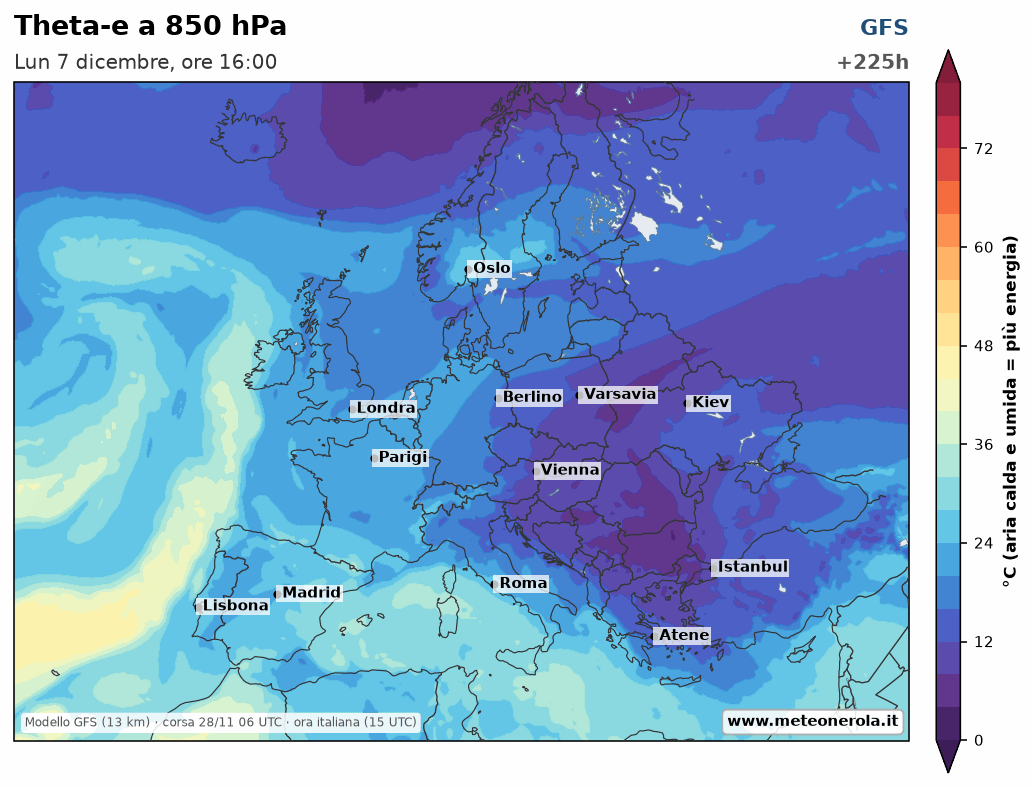 Theta-e a 850 hPa
GFS
Lun 7 dicembre, ore 16:00
+225h
72
60
48
36
24
12
0
°C (aria calda e umida = più energia)
Oslo
Londra
Berlino
Varsavia
Kiev
Parigi
Vienna
Istanbul
Roma
Madrid
Lisbona
Atene
Modello GFS (13 km) · corsa 28/11 06 UTC · ora italiana (15 UTC)
www.meteonerola.it